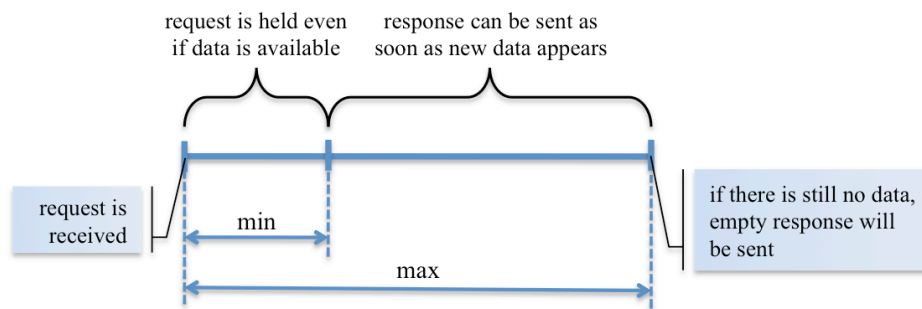 request is held even
if data is available
response can be sent as
soon as new data appears
request is
received
min
max
if there is still no data,
empty response will
be sent